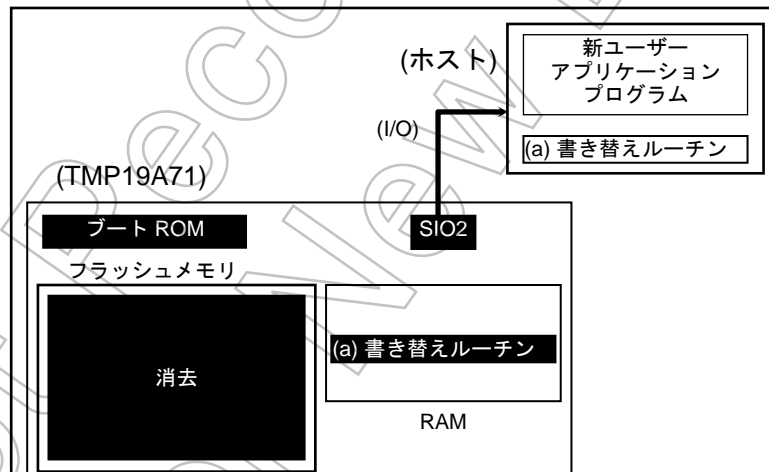 (ホスト)
新ユーザー
アプリケーション
プログラム
(I/O)
(a) 書き替えルーチン
(TMP19A71)
ブート ROM
SIO2
フラッシュメモリ
消去
(a) 書き替えルーチン
RAM